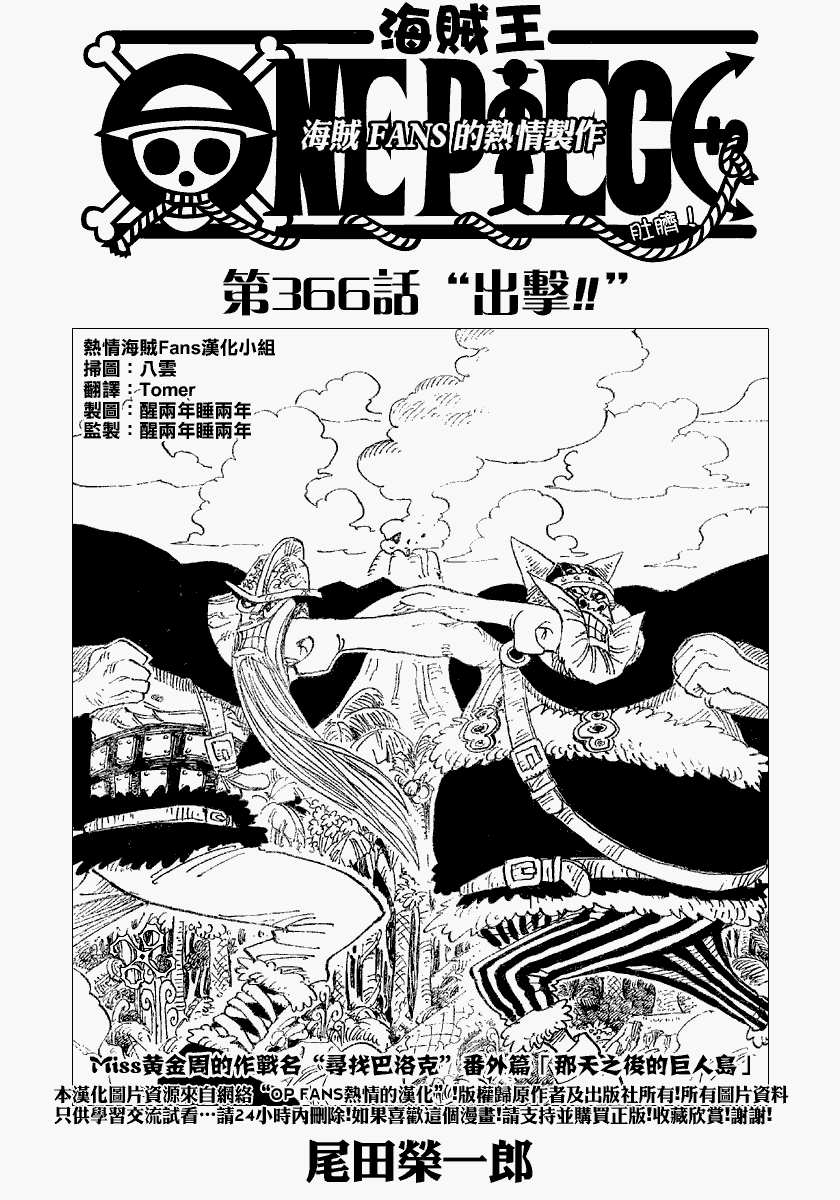 海賊王
ONE PIECE
海賊 FANS 的熱情製作
肚臍！
第366話 “出擊!!”
熱情海賊Fans漢化小組
掃圖：八雲
翻譯：Tomer
製圖：醒兩年睡兩年
監製：醒兩年睡兩年
Miss黄金周的作戰名“尋找巴洛克”番外篇「那天之後的巨人島」
本漢化圖片資源來自網絡“OP FANS熱情的漢化”!版權歸原作者及出版社所有!所有圖片資料
只供學習交流試看…請24小時內刪除!如果喜歡這個漫畫!請支持並購買正版!收藏欣賞!謝謝!
尾田榮一郎